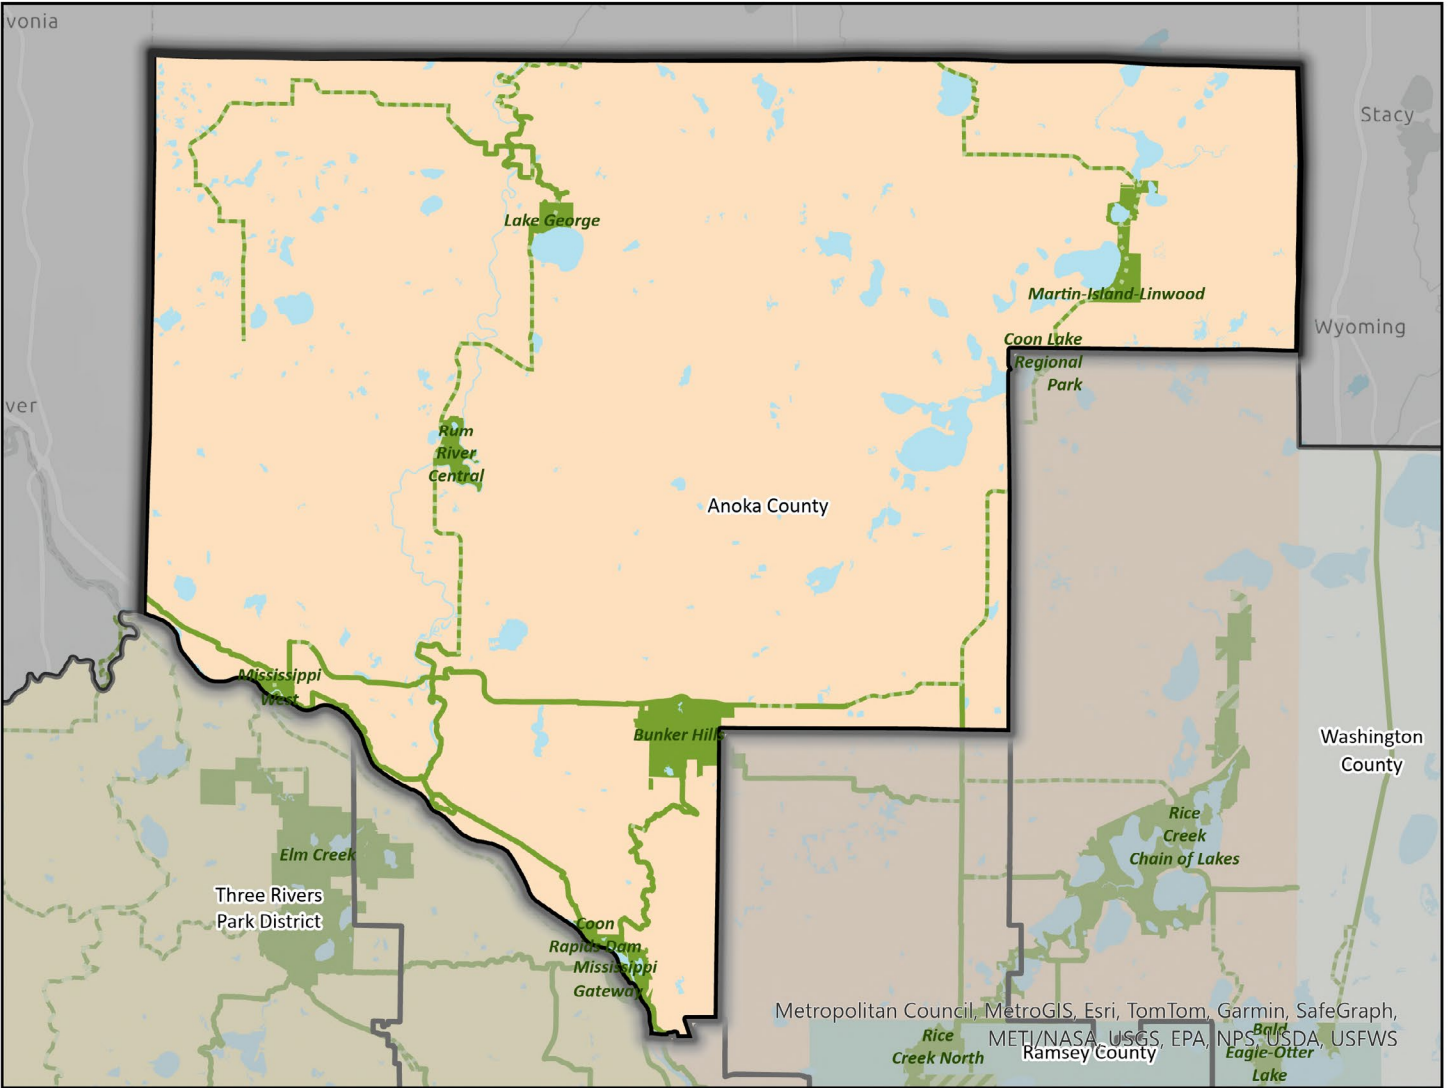 vonia
Stacy
Lake George
Martin-Island-Linwood
Wyoming
Coon Lake
Regional
Park
ver
Rum
River
Central
Anoka County
Mississippi
West
Bunker Hills
Washington
County
Rice
Creek
Chain of Lakes
Elm Creek
Three Rivers
Park District
Coon
Rapids Dam
Mississippi
Gateway
Metropolitan Council, MetroGIS, Esri, TomTom, Garmin, SafeGraph,
METI/NASA, USGS, EPA, NPS, USDA, USFWS
Rice
Creek North
Ramsey County
Bald
Eagle-Otter
Lake